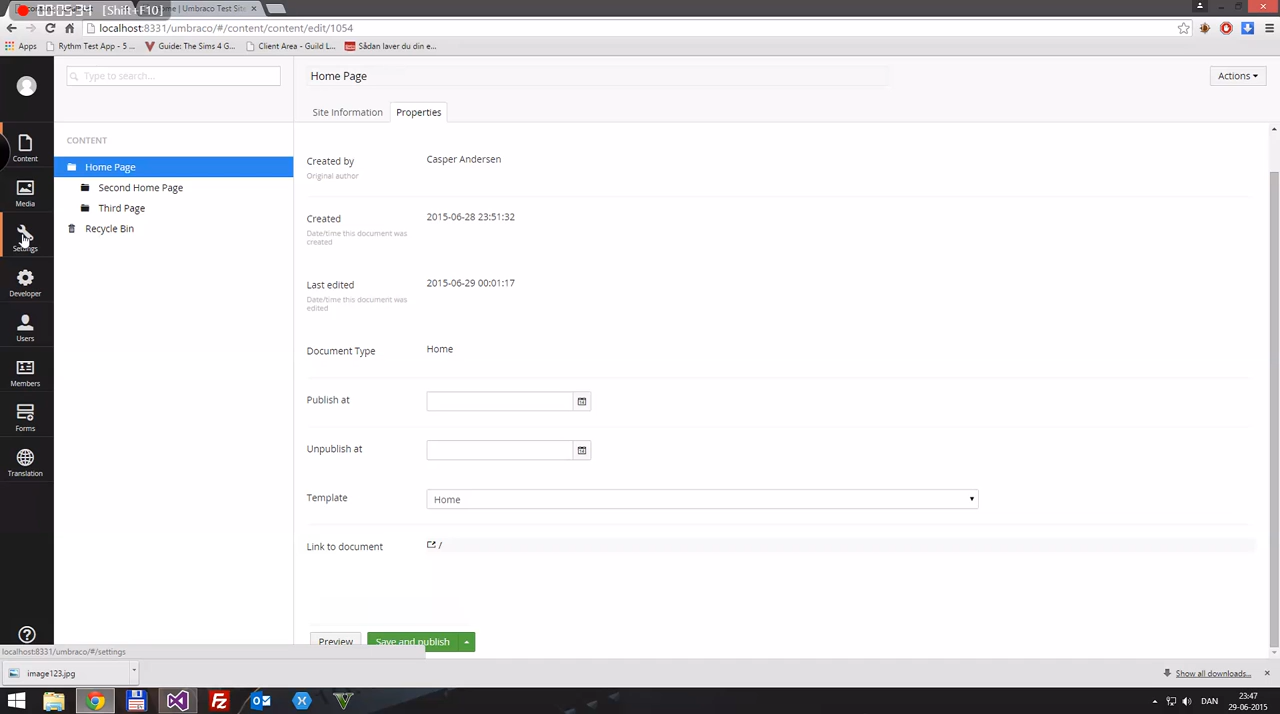 00:05:34 [Shift+F10]
Home | Umbraco Test Site
localhost:8331/umbraco/#/content/content/edit/1054
Apps
Rythm Test App - 5 ...
Guide: The Sims 4 G...
Client Area - Guild L...
Sådan laver du din e...
Type to search...
Home Page
Actions
Site Information
Properties
Content
Media
Settings
Developer
Users
Members
Forms
Translation
CONTENT
Home Page
Second Home Page
Third Page
Recycle Bin
Created by
Original author
Casper Andersen
Created
Date/time this document was
created
2015-06-28 23:51:32
Last edited
Date/time this document was
edited
2015-06-29 00:01:17
Document Type
Home
Publish at
Unpublish at
Template
Home
Link to document
/
Preview
Save and publish
localhost:8331/umbraco/#/settings
image123.jpg
Show all downloads...
DAN
23:47
29-06-2015